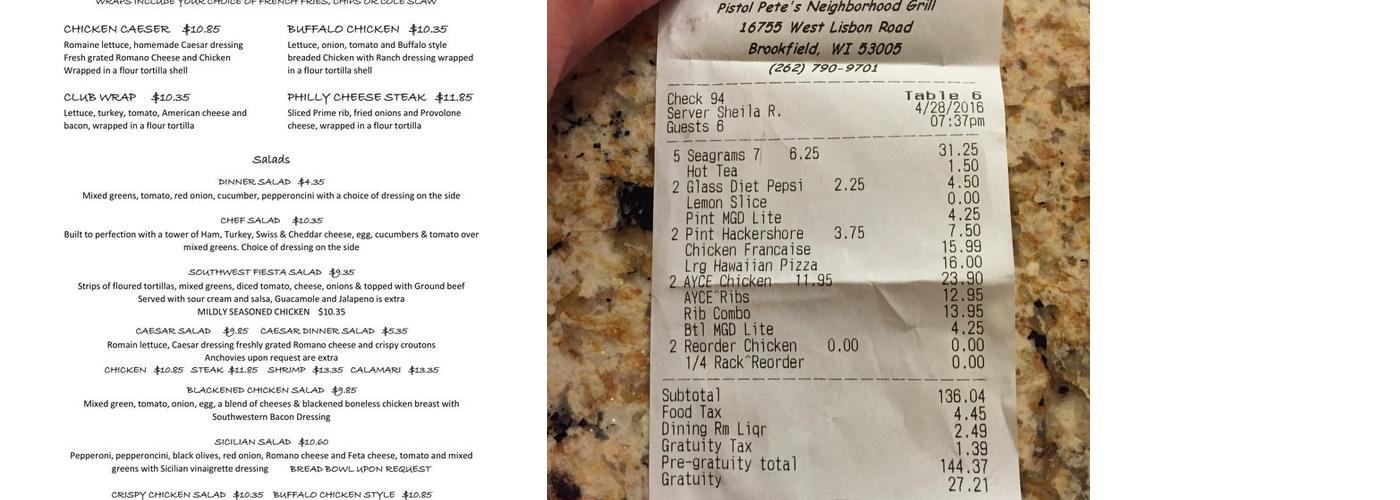 WRAPS INCLUDE YOUR CHOICE OF FRENCH FRIES, CHIPS OR COLE SLAW
CHICKEN CAESER $10.85
Romaine lettuce, homemade Caesar dressing
Fresh grated Romano Cheese and Chicken
Wrapped in a flour tortilla shell
BUFFALO CHICKEN $10.35
Lettuce, onion, tomato and Buffalo style
breaded Chicken with Ranch dressing wrapped
in a flour tortilla shell
CLUB WRAP $10.35
Lettuce, turkey, tomato, American cheese and
bacon, wrapped in a flour tortilla
PHILLY CHEESE STEAK $11.85
Sliced Prime rib, fried onions and Provolone
cheese, wrapped in a flour tortilla
Salads
DINNER SALAD $4.35
Mixed greens, tomato, red onion, cucumber, pepperoncini with a choice of dressing on the side
CHEF SALAD $10.35
Built to perfection with a tower of Ham, Turkey, Swiss & Cheddar cheese, egg, cucumbers & tomato over
mixed greens. Choice of dressing on the side
SOUTHWEST FIESTA SALAD $9.35
Strips of floured tortillas, mixed greens, diced tomato, cheese, onions & topped with Ground beef
Served with sour cream and salsa, Guacamole and Jalapeno is extra
MILDLY SEASONED CHICKEN $10.35
CAESAR SALAD $9.85 CAESAR DINNER SALAD $5.35
Romain lettuce, Caesar dressing freshly grated Romano cheese and crispy croutons
Anchovies upon request are extra
CHICKEN $10.85 STEAK $11.85 SHRIMP $13.35 CALAMARI $13.35
BLACKENED CHICKEN SALAD $9.85
Mixed green, tomato, onion, egg, a blend of cheeses & blackened boneless chicken breast with
Southwestern Bacon Dressing
SICILIAN SALAD $10.60
Pepperoni, pepperoncini, black olives, red onion, Romano cheese and Feta cheese, tomato and mixed
greens with Sicilian vinaigrette dressing BREAD BOWL UPON REQUEST
CRISPY CHICKEN SALAD $10.35 BUFFALO CHICKEN STYLE $10.85
Pistol Pete's Neighborhood Grill
16755 West Lisbon Road
Brookfield, WI 53005
(262) 790-9701
Check 94 Table 6
Server Sheila R. 4/28/2016
Guests 6 07:37pm
5 Seagrams 7 6.25 31.25
Hot Tea 1.50
2 Glass Diet Pepsi 2.25 4.50
Lemon Slice 0.00
Pint MGD Lite 4.25
2 Pint Hackershore 3.75 7.50
Chicken Francaise 15.99
Lrg Hawaiian Pizza 16.00
2 AYCE Chicken 11.95 23.90
AYCE^Ribs 12.95
Rib Combo 13.95
Btl MGD Lite 4.25
2 Reorder Chicken 0.00 0.00
1/4 Rack^Reorder 0.00
Subtotal 136.04
Food Tax 4.45
Dining Rm Liqr 2.49
Gratuity Tax 1.39
Pre-gratuity total 144.37
Gratuity 27.21